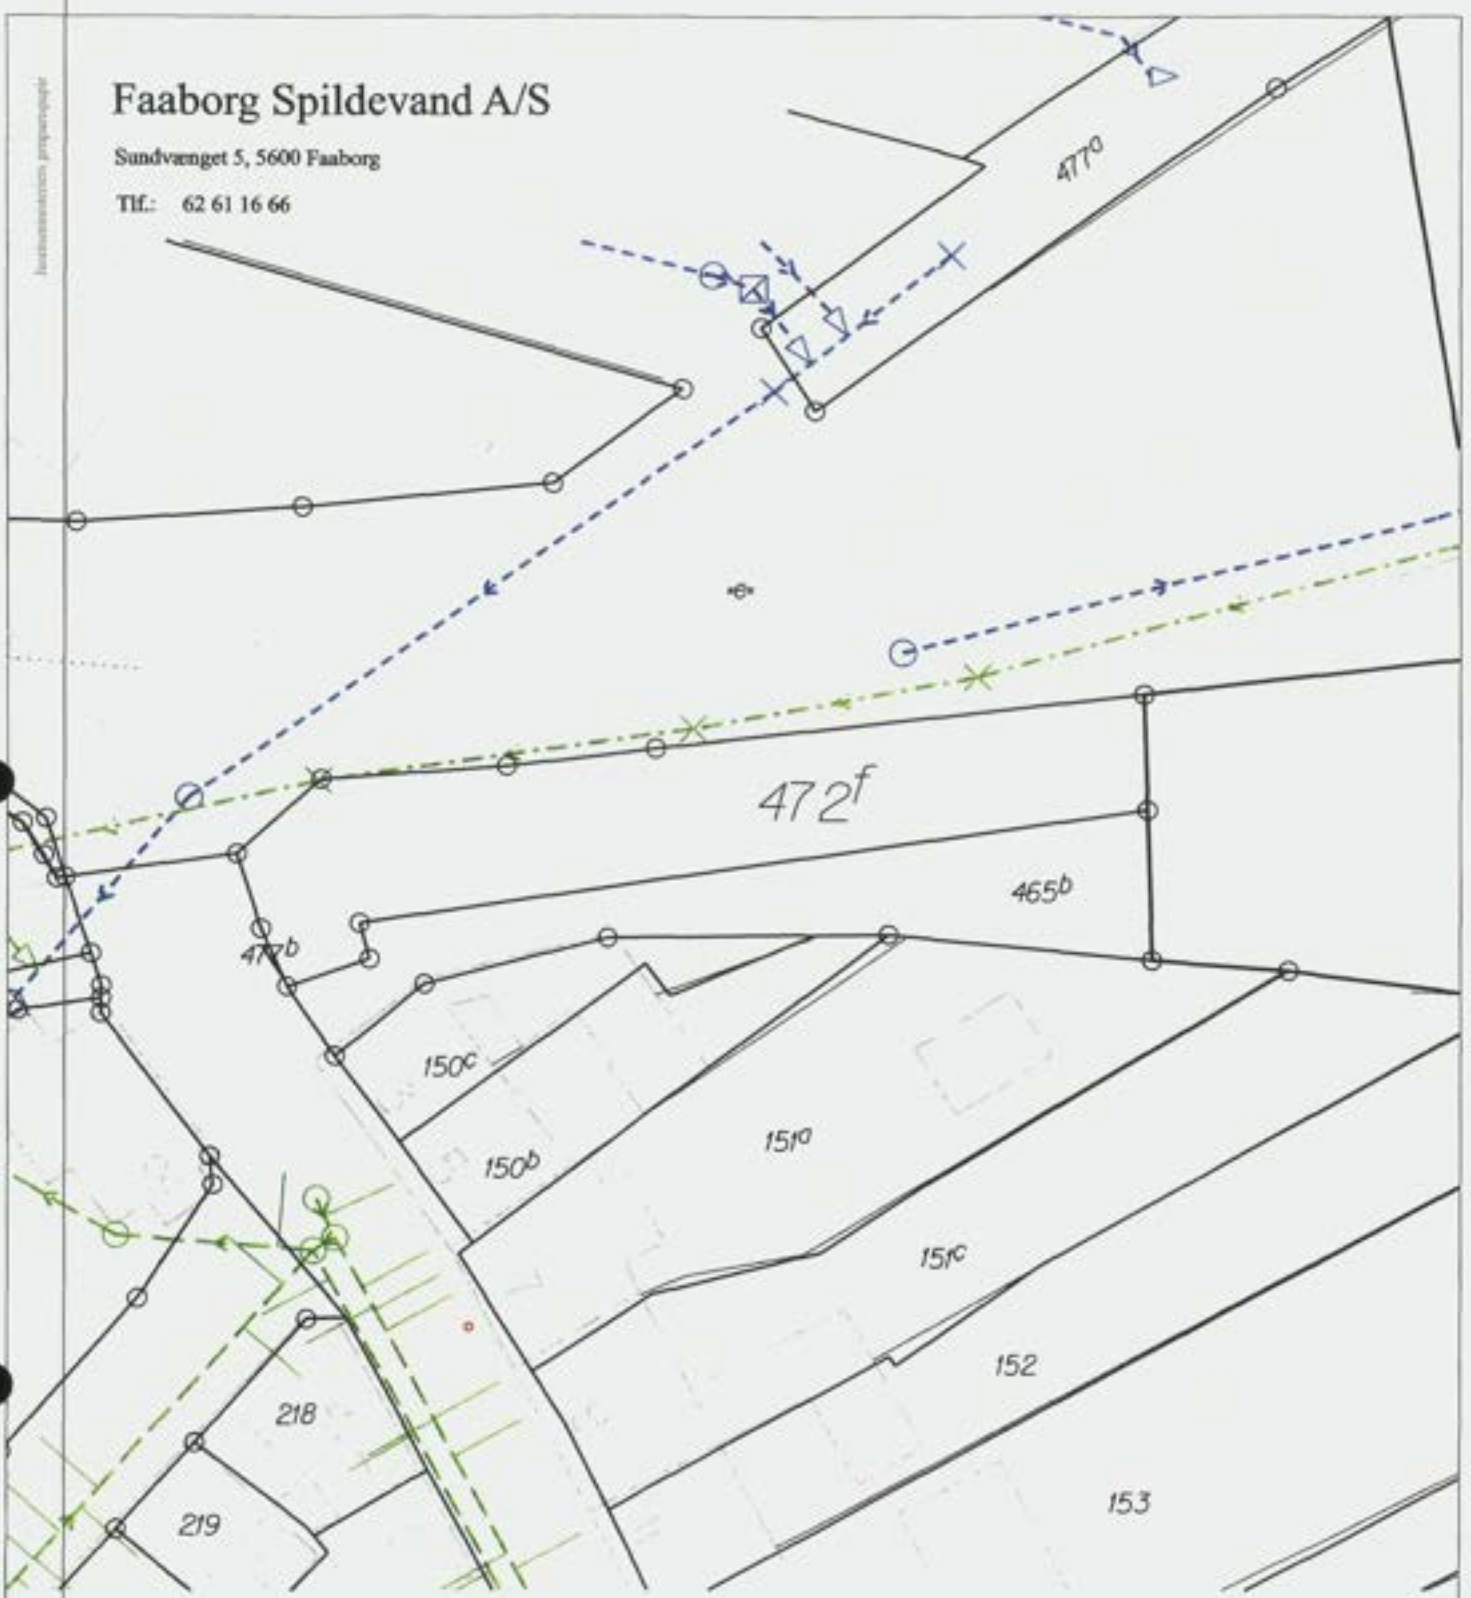 Faaborg Spildevand A/S
Sundvænget 5, 5600 Faaborg
Tlf.: 62 61 16 66
477a
472f
465b
477b
150c
150b
151a
151c
152
218
153
219